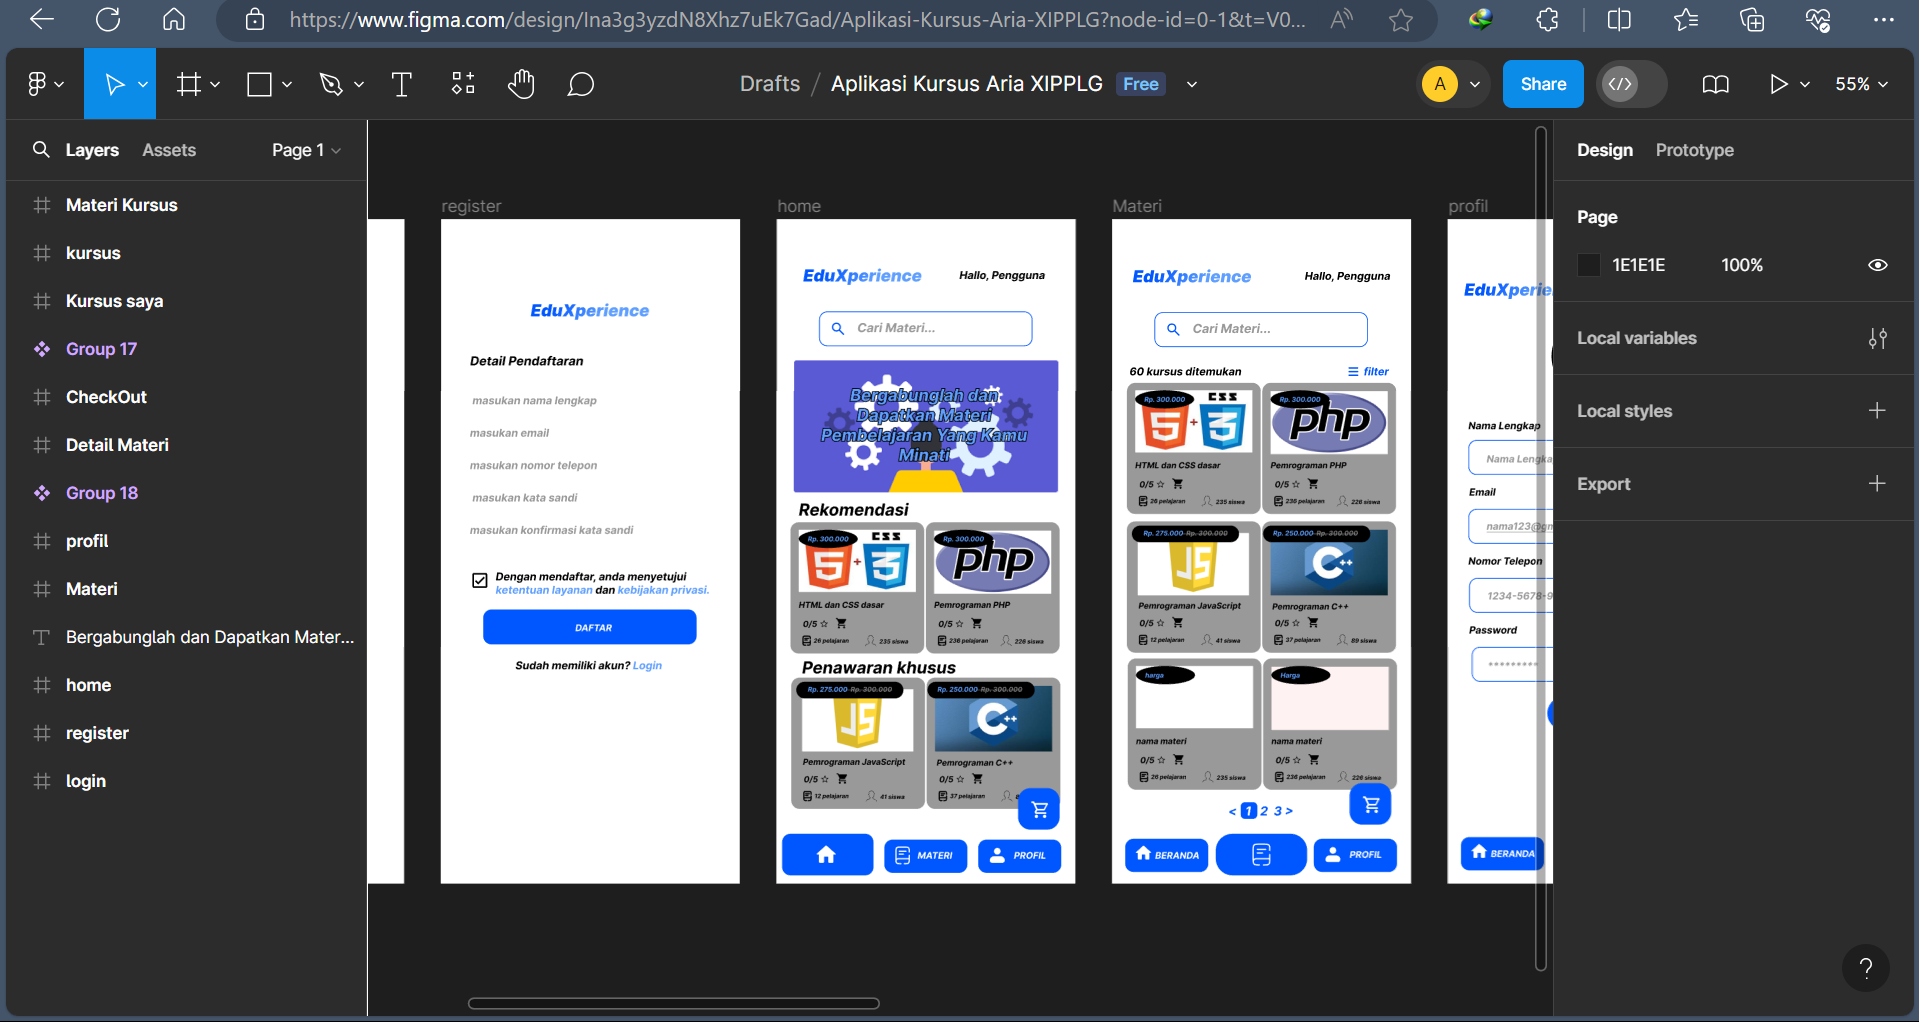 https://www.figma.com/design/Ina3g3yzdN8Xhz7uEk7Gad/Aplikasi-Kursus-Aria-XIPPLG?node-id=0-1&t=V0...
Drafts / Aplikasi Kursus Aria XIPPLG Free
A
Share
55%
Layers Assets Page 1
Materi Kursus
kursus
Kursus saya
Group 17
CheckOut
Detail Materi
Group 18
profil
Materi
Bergabunglah dan Dapatkan Mater...
home
register
login
register
EduXperience
Detail Pendaftaran
masukan nama lengkap
masukan email
masukan nomor telepon
masukan kata sandi
masukan konfirmasi kata sandi
Dengan mendaftar, anda menyetujui
ketentuan layanan dan kebijakan privasi.
DAFTAR
Sudah memiliki akun? Login
home
EduXperience Hallo, Pengguna
Cari Materi...
Bergabunglah dan
Dapatkan Materi
Pembelajaran Yang Kamu
Minati
Rekomendasi
Rp. 300.000 Rp. 300.000
HTML dan CSS dasar Pemrograman PHP
0/5 0/5
26 pelajaran 235 siswa 236 pelajaran 226 siswa
Penawaran khusus
Rp. 275.000 Rp. 300.000 Rp. 250.000 Rp. 300.000
Pemrograman JavaScript Pemrograman C++
0/5 0/5
12 pelajaran 41 siswa 37 pelajaran
MATERI PROFIL
Materi
EduXperience Hallo, Pengguna
Cari Materi...
60 kursus ditemukan filter
Rp. 300.000 Rp. 300.000
CSS
5 + 3 php
HTML dan CSS dasar Pemrograman PHP
0/5 0/5
26 pelajaran 235 siswa 236 pelajaran 226 siswa
Rp. 275.000 Rp. 300.000 Rp. 250.000 Rp. 300.000
JS C++
Pemrograman JavaScript Pemrograman C++
0/5 0/5
12 pelajaran 41 siswa 37 pelajaran 89 siswa
harga Harga
nama materi nama materi
0/5 0/5
26 pelajaran 235 siswa 236 pelajaran 226 siswa
< 1 2 3 >
BERANDA PROFIL
profil
EduXperie
Nama Lengkap
Nama Lengka
Email
nama123@gm
Nomor Telepon
1234-5678-9
Password
BERANDA
Design Prototype
Page
1E1E1E 100%
Local variables
Local styles
Export
?